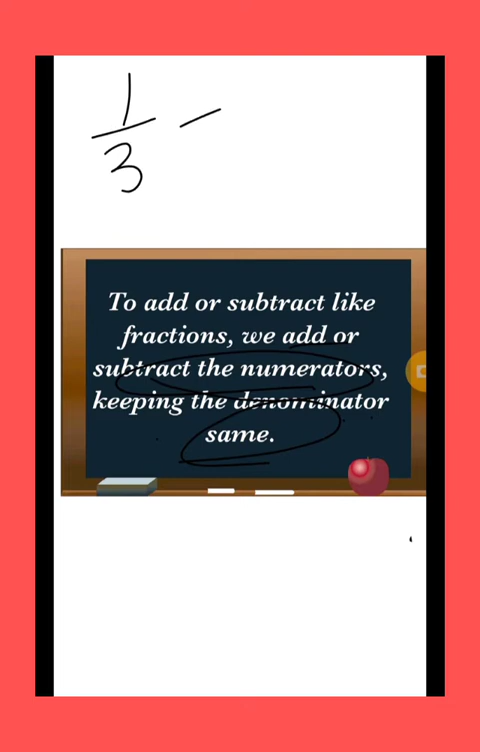 1
3 –
To add or subtract like
fractions, we add or
subtract the numerators,
keeping the denominator
same.